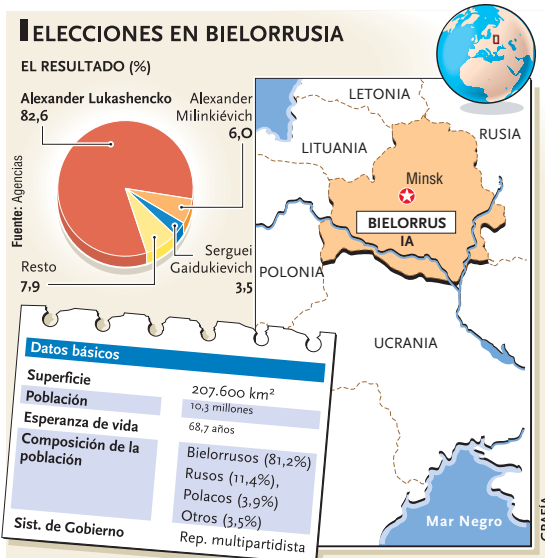 ELECCIONES EN BIELORRUSIA
EL RESULTADO (%)
Alexander Lukashencko
82,6
Alexander
Milinkiévich
6,0
Serguei
Gaidukievich
3,5
Resto
7,9
Fuente: Agencias
LETONIA
RUSIA
LITUANIA
Minsk
BIELORRUS
IA
POLONIA
UCRANIA
Mar Negro
Datos básicos
Superficie
207.600 km²
Población
10,3 millones
Esperanza de vida
68,7 años
Composición de la
población
Bielorrusos (81,2%)
Rusos (11,4%),
Polacos (3,9%)
Otros (3,5%)
Sist. de Gobierno
Rep. multipartidista
GRAFÍA